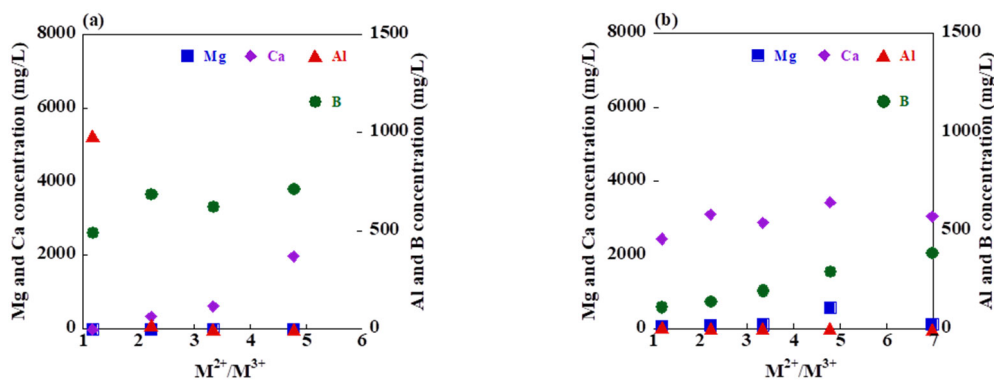 (a)
Mg and Ca concentration (mg/L)
8000
6000
4000
2000
0
Mg Ca Al
B
1500
1000
500
0
Al and B concentration (mg/L)
1 2 3 4 5 6
M2+/M3+
(b)
Mg and Ca concentration (mg/L)
8000
6000
4000
2000
0
Mg Ca Al
B
1500
1000
500
0
Al and B concentration (mg/L)
1 2 3 4 5 6 7
M2+/M3+